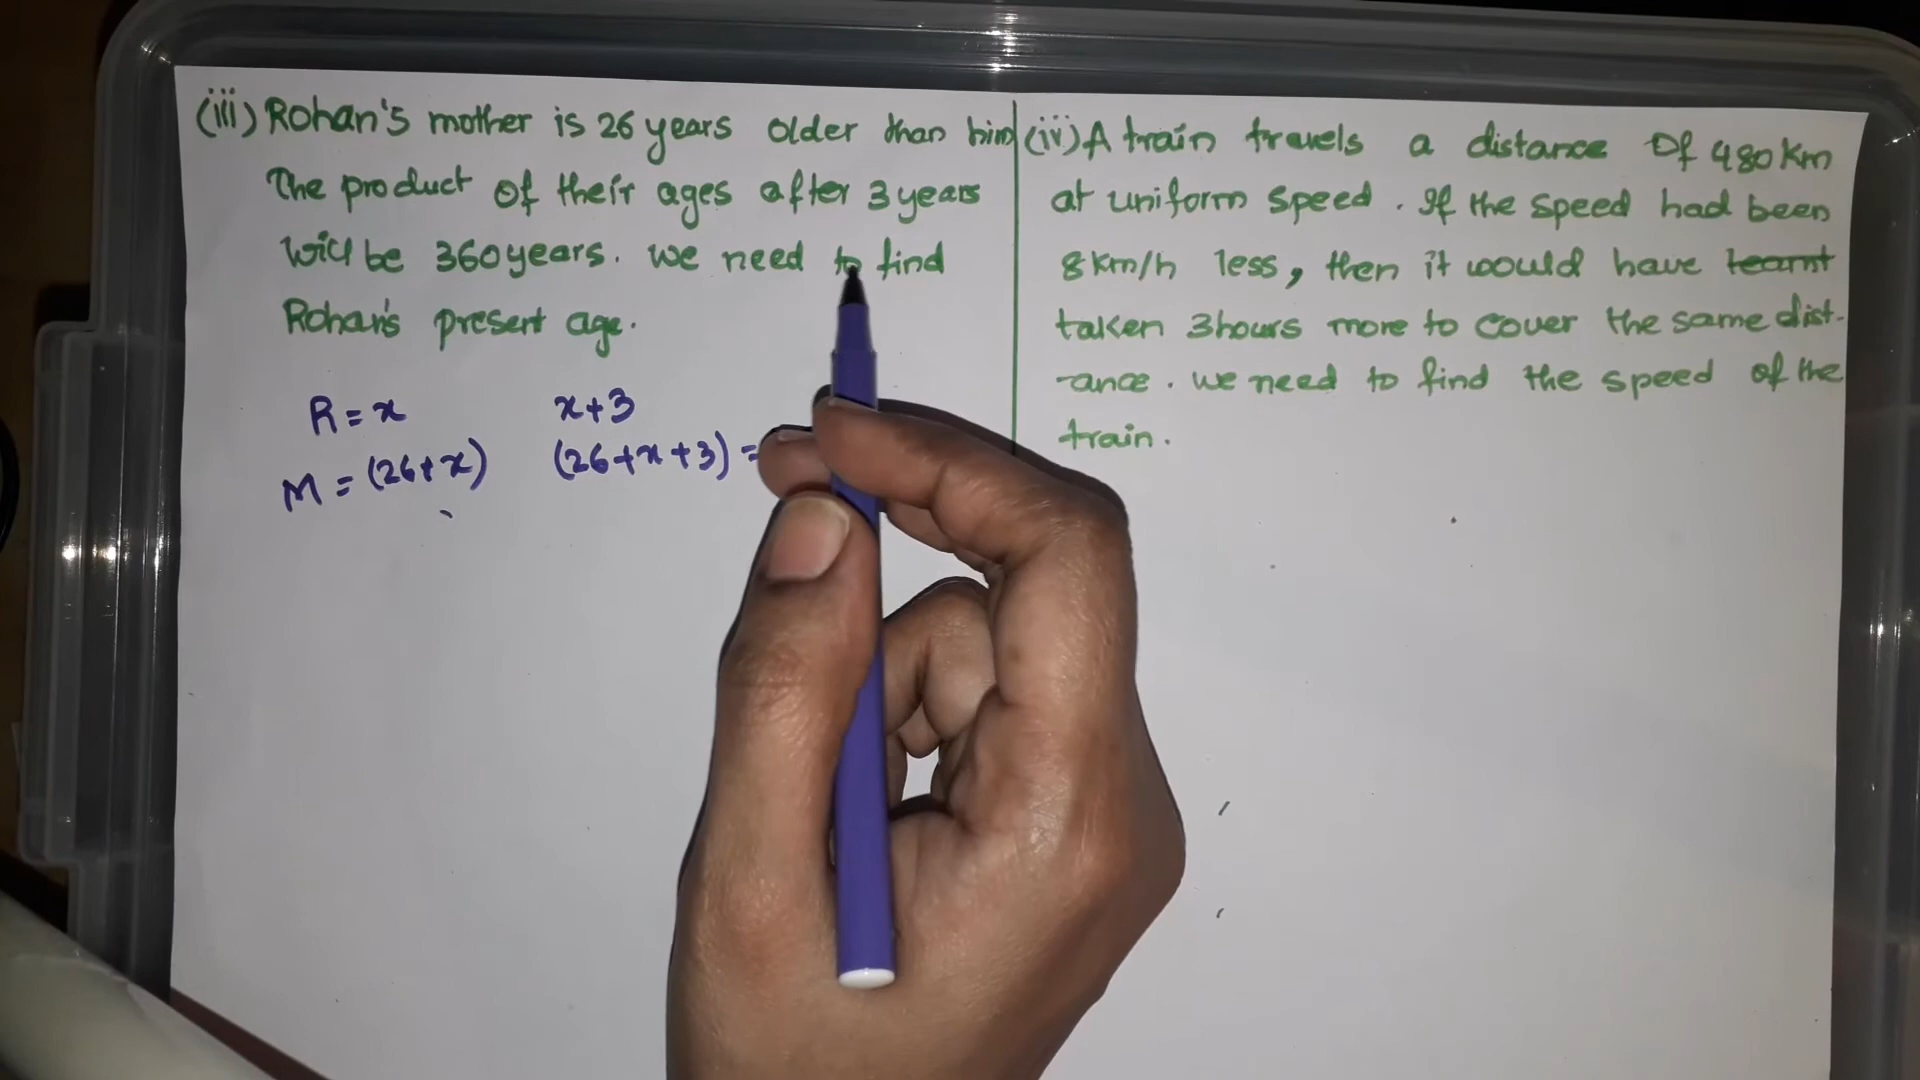 (iii) Rohan's mother is 26 years older than him
The product of their ages after 3 years
will be 360 years. we need to find
Rohan's present age.
R = x x+3
M = (26+x) (26+x+3) =
(iv) A train travels a distance of 480 km
at uniform speed. If the speed had been
8 km/h less, then it would have learnt
taken 3 hours more to cover the same dist-
-ance. we need to find the speed of the
train.